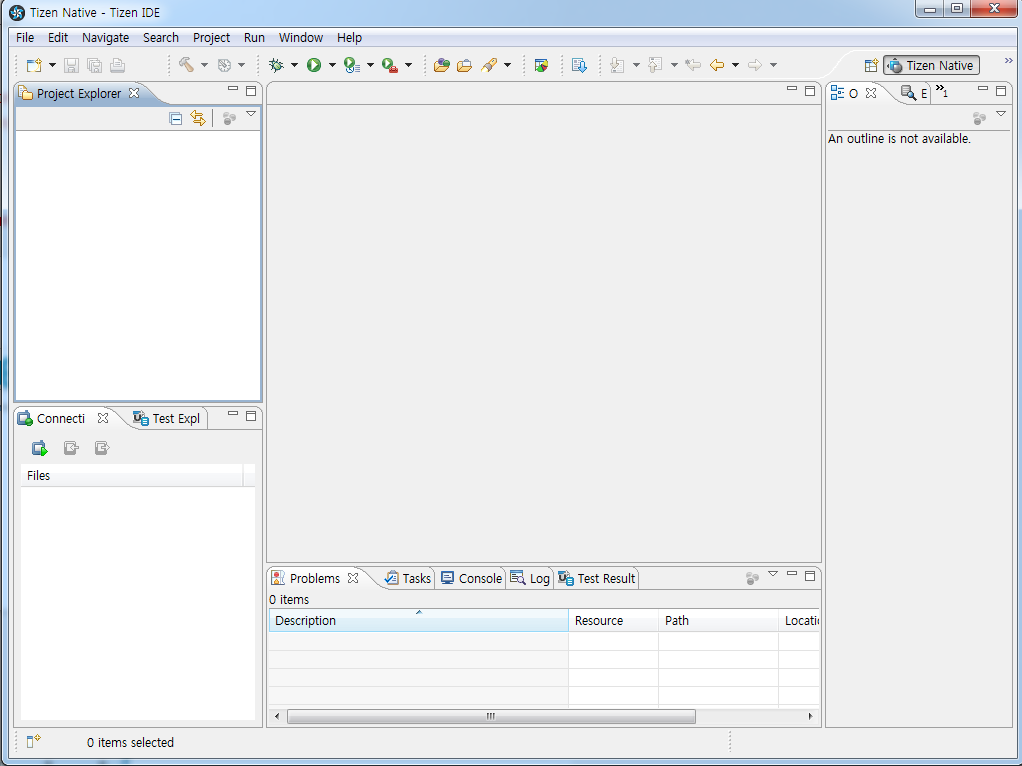 Tizen Native - Tizen IDE
File Edit Navigate Search Project Run Window Help
Tizen Native
Project Explorer
O E »1
An outline is not available.
Connecti Test Expl
Files
Problems Tasks Console Log Test Result
0 items
Description Resource Path Locatio
0 items selected